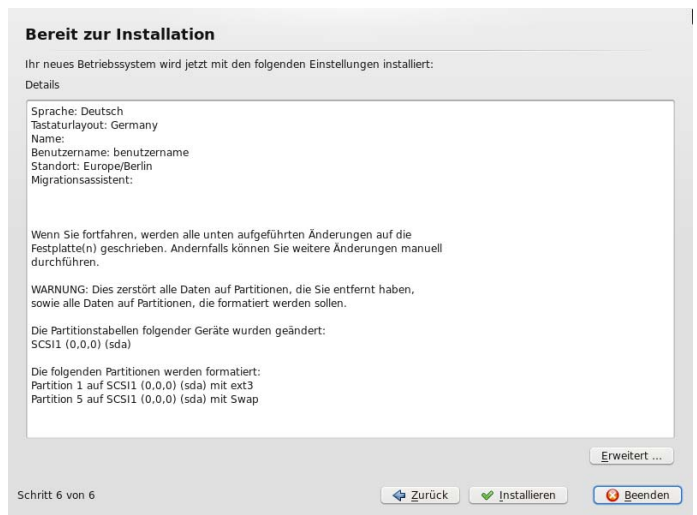 Bereit zur Installation
Ihr neues Betriebssystem wird jetzt mit den folgenden Einstellungen installiert:
Details
Sprache: Deutsch
Tastaturlayout: Germany
Name:
Benutzername: benutzername
Standort: Europe/Berlin
Migrationsassistent:
Wenn Sie fortfahren, werden alle unten aufgeführten Änderungen auf die
Festplatte(n) geschrieben. Andernfalls können Sie weitere Änderungen manuell
durchführen.
WARNUNG: Dies zerstört alle Daten auf Partitionen, die Sie entfernt haben,
sowie alle Daten auf Partitionen, die formatiert werden sollen.
Die Partitionstabellen folgender Geräte wurden geändert:
SCSI1 (0,0,0) (sda)
Die folgenden Partitionen werden formatiert:
Partition 1 auf SCSI1 (0,0,0) (sda) mit ext3
Partition 5 auf SCSI1 (0,0,0) (sda) mit Swap
Erweitert ...
Schritt 6 von 6 Zurück Installieren Beenden